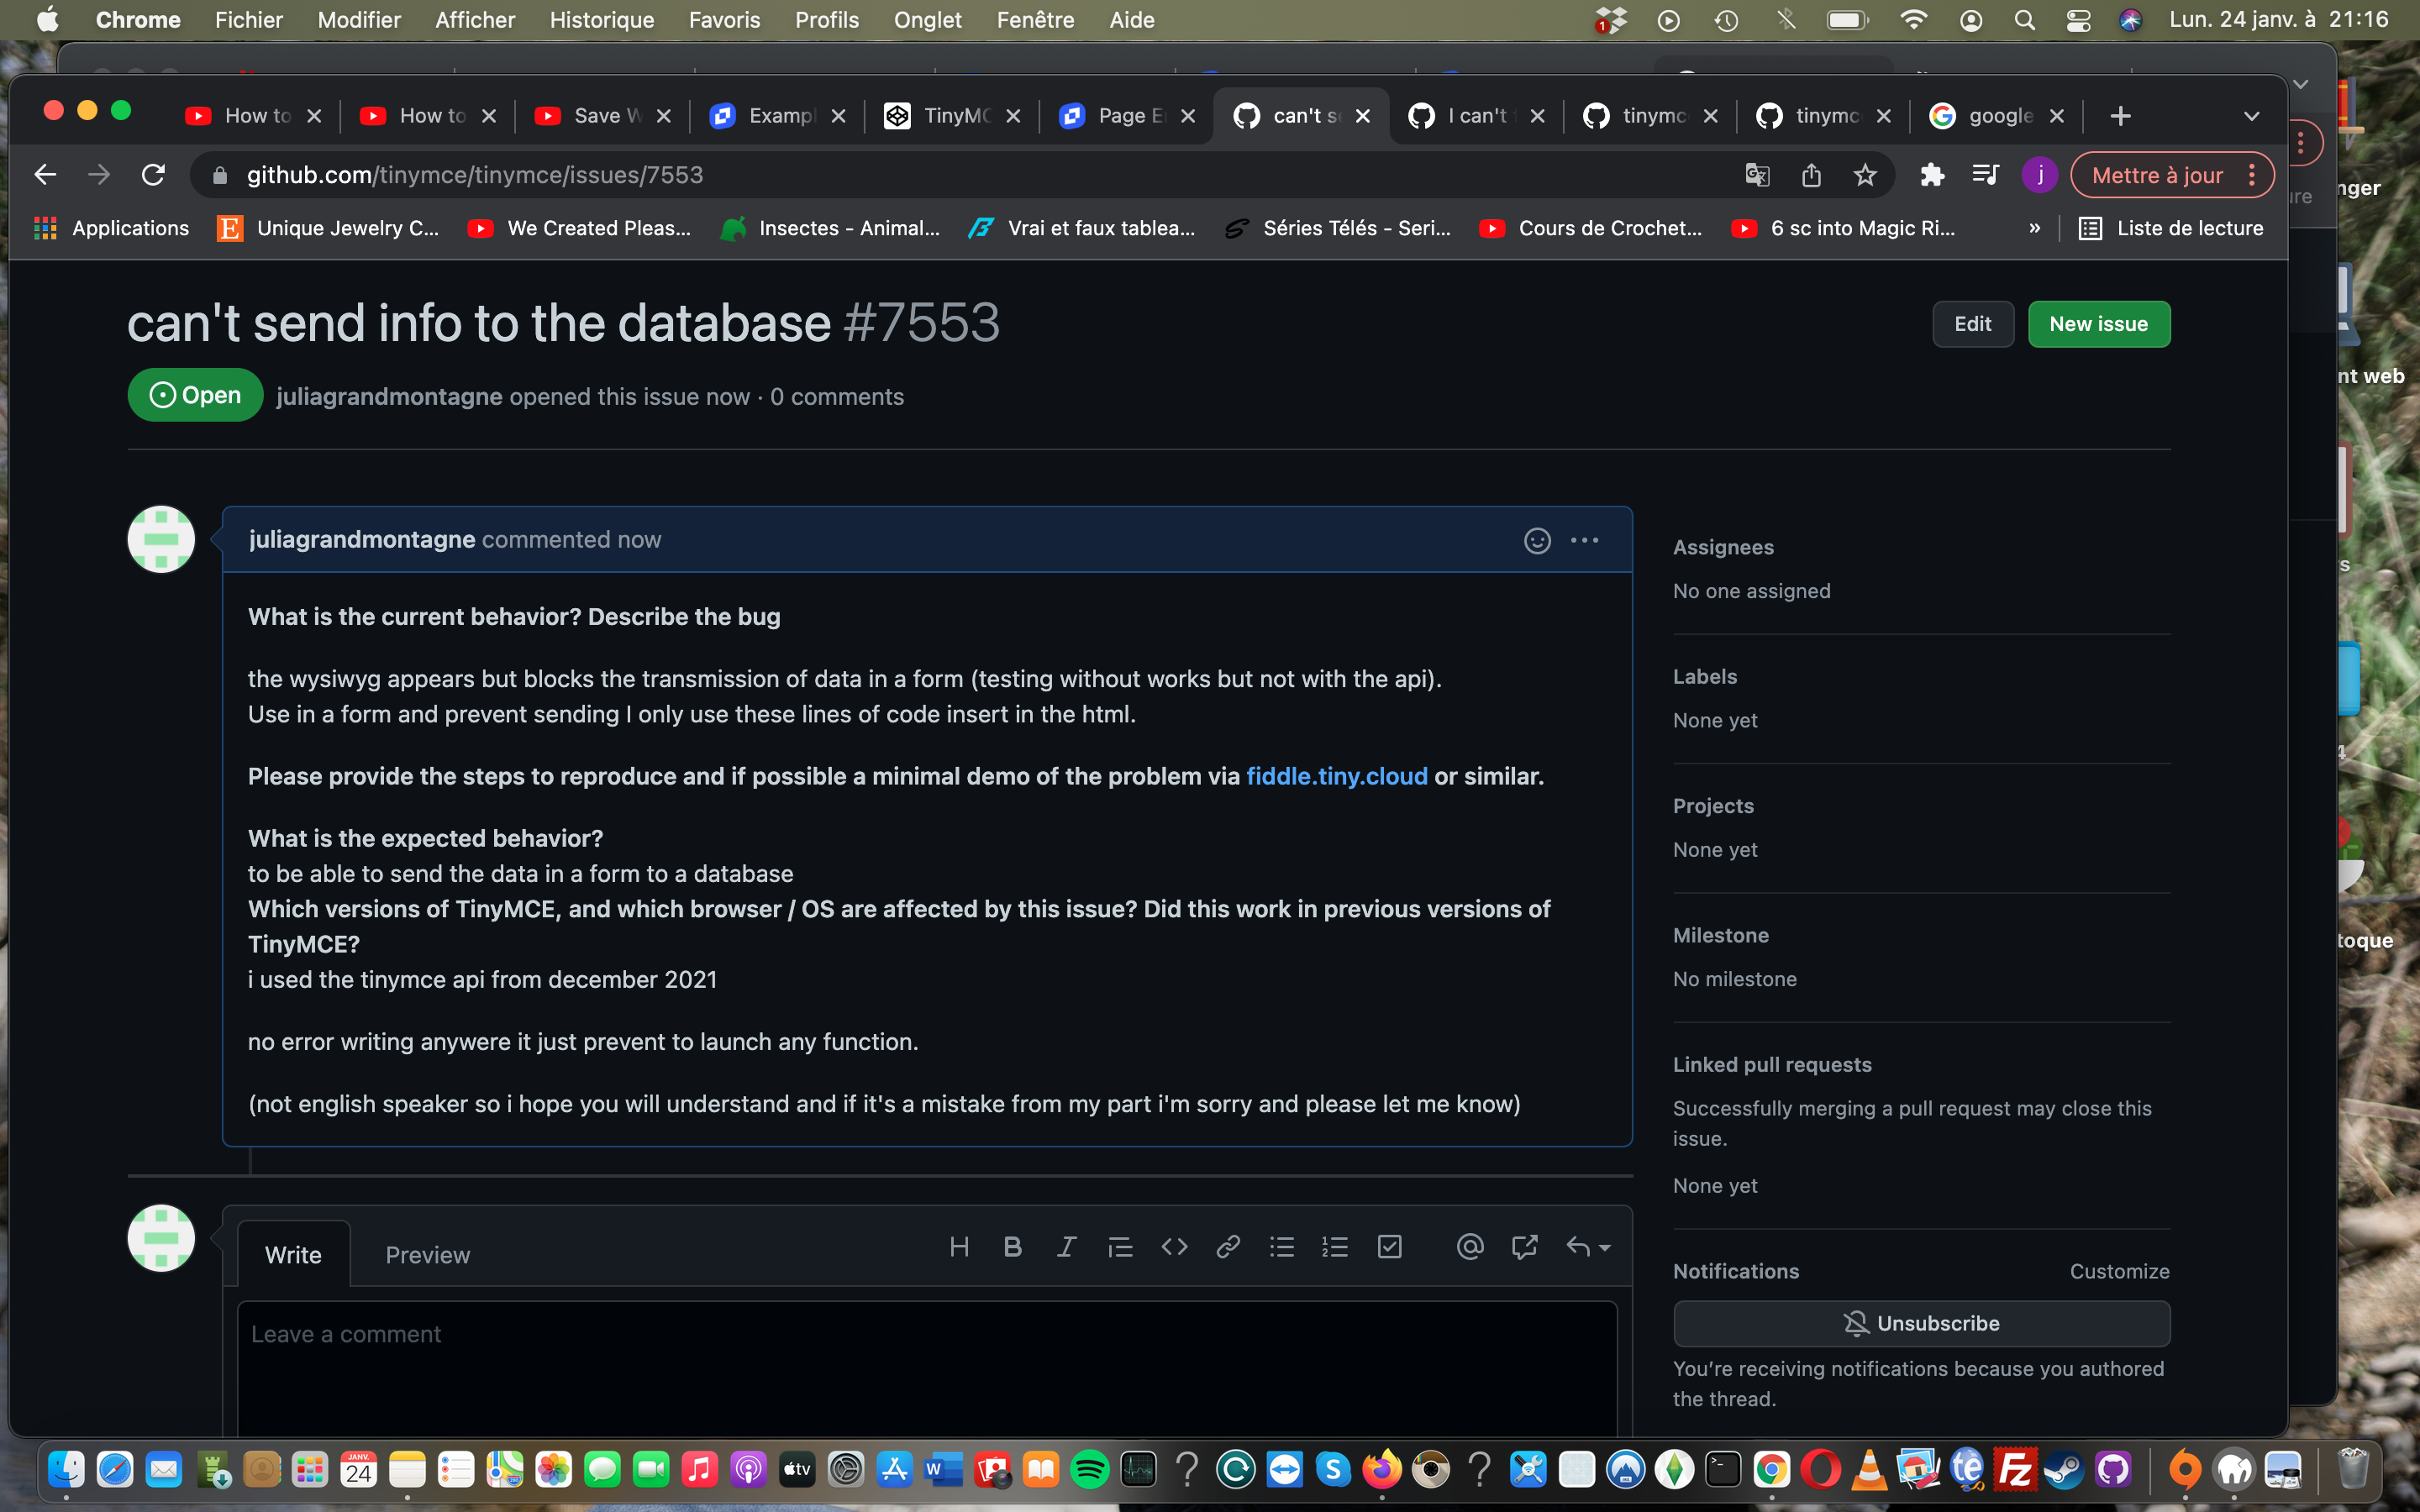 Chrome Fichier Modifier Afficher Historique Favoris Profils Onglet Fenêtre Aide
1
Lun. 24 janv. à 21:16
How to
How to
Save W
Exampl
TinyMC
Page E
can't s
I can't
tinymc
tinymc
google
github.com/tinymce/tinymce/issues/7553
j
Mettre à jour
Applications
Unique Jewelry C...
We Created Pleas...
Insectes - Animal...
Vrai et faux tablea...
Séries Télés - Seri...
Cours de Crochet...
6 sc into Magic Ri...
»
Liste de lecture
nger
nt web
toque
can't send info to the database #7553
Edit
New issue
Open
juliagrandmontagne opened this issue now · 0 comments
juliagrandmontagne commented now
What is the current behavior? Describe the bug
the wysiwyg appears but blocks the transmission of data in a form (testing without works but not with the api).
Use in a form and prevent sending I only use these lines of code insert in the html.
Please provide the steps to reproduce and if possible a minimal demo of the problem via fiddle.tiny.cloud or similar.
What is the expected behavior?
to be able to send the data in a form to a database
Which versions of TinyMCE, and which browser / OS are affected by this issue? Did this work in previous versions of
TinyMCE?
i used the tinymce api from december 2021
no error writing anywere it just prevent to launch any function.
(not english speaker so i hope you will understand and if it's a mistake from my part i'm sorry and please let me know)
Assignees
No one assigned
Labels
None yet
Projects
None yet
Milestone
No milestone
Linked pull requests
Successfully merging a pull request may close this
issue.
None yet
Notifications
Customize
Unsubscribe
You're receiving notifications because you authored
the thread.
Write
Preview
Leave a comment
JANV.
24